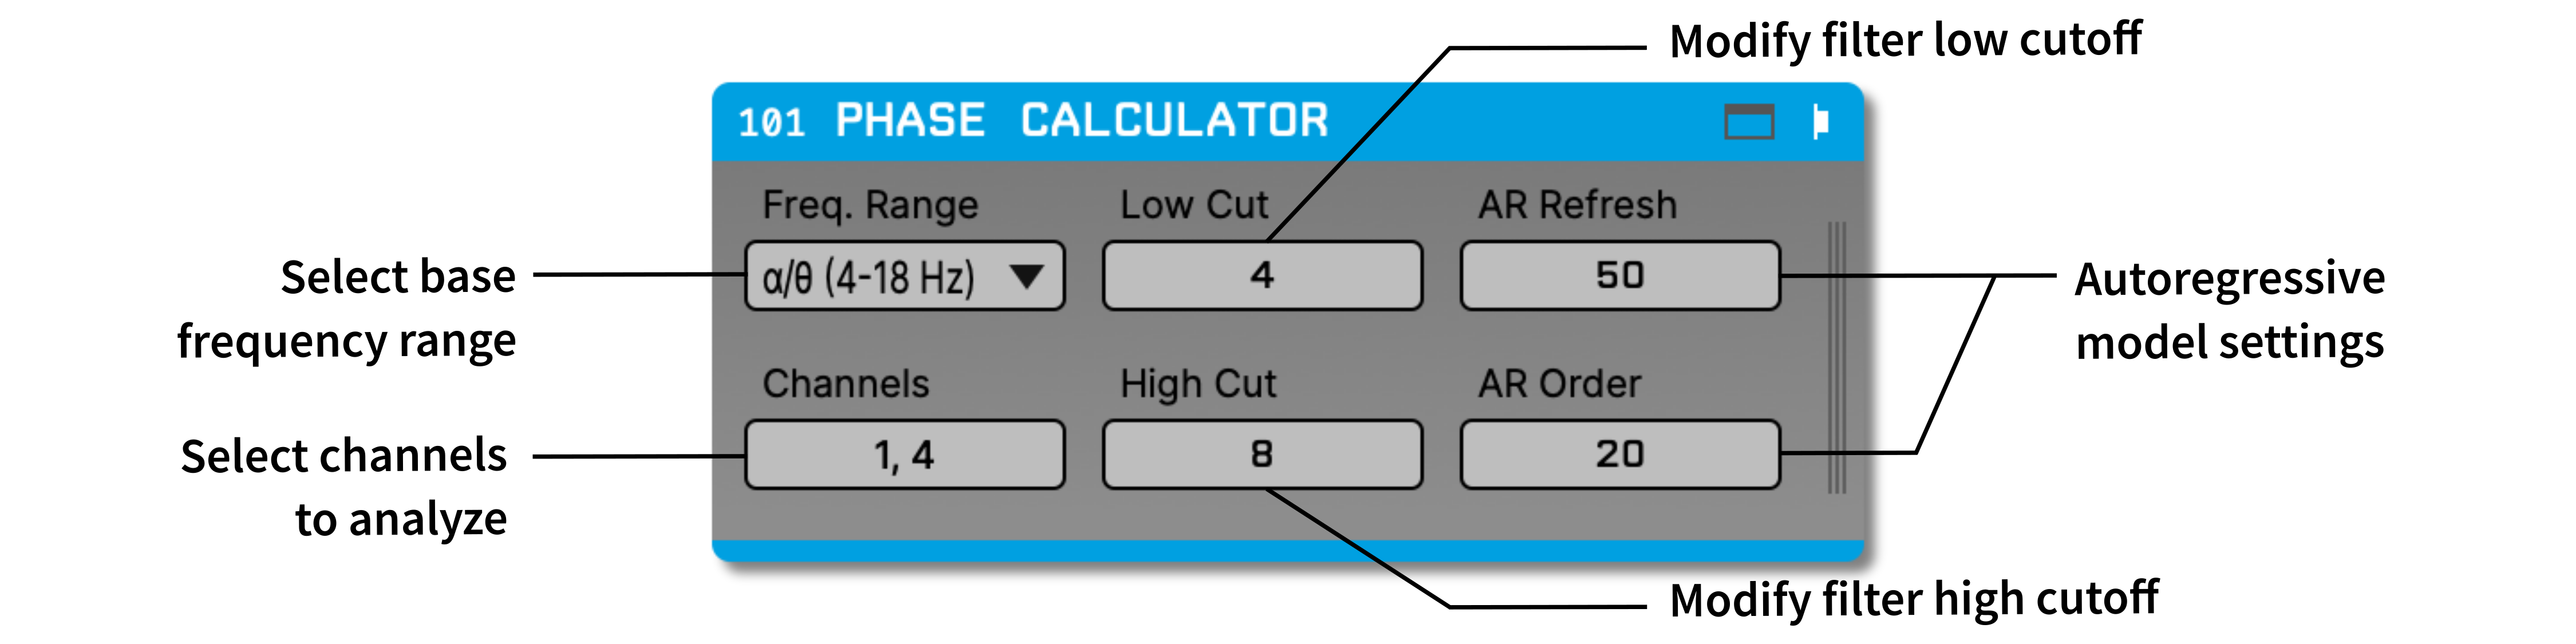 Modify filter low cutoff
101 PHASE CALCULATOR
Freq. Range
Low Cut
AR Refresh
Select base
frequency range
α/θ (4-18 Hz)
4
50
Autoregressive
model settings
Channels
High Cut
AR Order
Select channels
to analyze
1, 4
8
20
Modify filter high cutoff